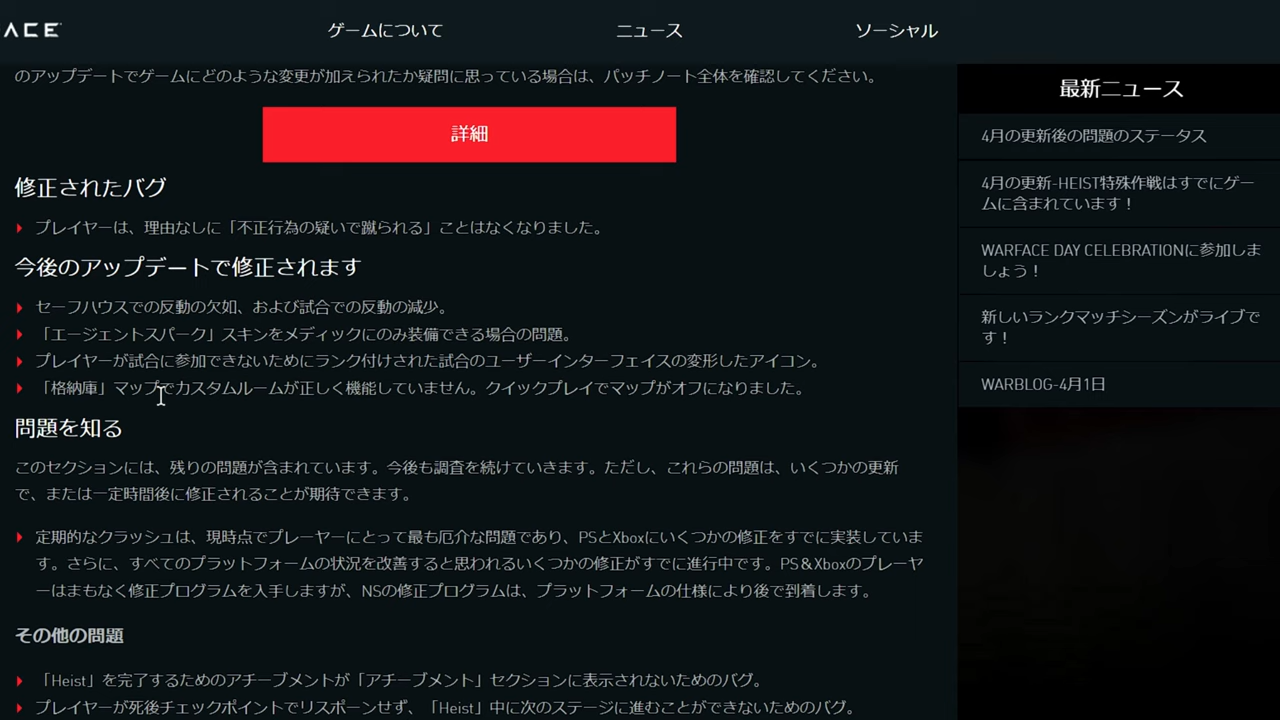 ACE
ゲームについて
ニュース
ソーシャル
のアップデートでゲームにどのような変更が加えられたか疑問に思っている場合は、パッチノート全体を確認してください。
詳細
修正されたバグ
プレイヤーは、理由なしに「不正行為の疑いで蹴られる」ことはなくなりました。
今後のアップデートで修正されます
セーフハウスでの反動の欠如、および試合での反動の減少。
「エージェントスパーク」スキンをメディックにのみ装備できる場合の問題。
プレイヤーが試合に参加できないためにランク付けされた試合のユーザーインターフェイスの変形したアイコン。
「格納庫」マップでカスタムルームが正しく機能していません。クイックプレイでマップがオフになりました。
問題を知る
このセクションには、残りの問題が含まれています。今後も調査を続けていきます。ただし、これらの問題は、いくつかの更新
で、または一定時間後に修正されることが期待できます。
定期的なクラッシュは、現時点でプレーヤーにとって最も厄介な問題であり、PSとXboxにいくつかの修正をすでに実装していま
す。さらに、すべてのプラットフォームの状況を改善すると思われるいくつかの修正がすでに進行中です。PS&Xboxのプレーヤ
ーはまもなく修正プログラムを入手しますが、NSの修正プログラムは、プラットフォームの仕様により後で到着します。
その他の問題
「Heist」を完了するためのアチーブメントが「アチーブメント」セクションに表示されないためのバグ。
プレイヤーが死後チェックポイントでリスポーンせず、「Heist」中に次のステージに進むことができないためのバグ。
最新ニュース
4月の更新後の問題のステータス
4月の更新-HEIST特殊作戦はすでにゲー
ムに含まれています！
WARFACE DAY CELEBRATIONに参加しま
しょう！
新しいランクマッチシーズンがライブで
す！
WARBLOG-4月1日